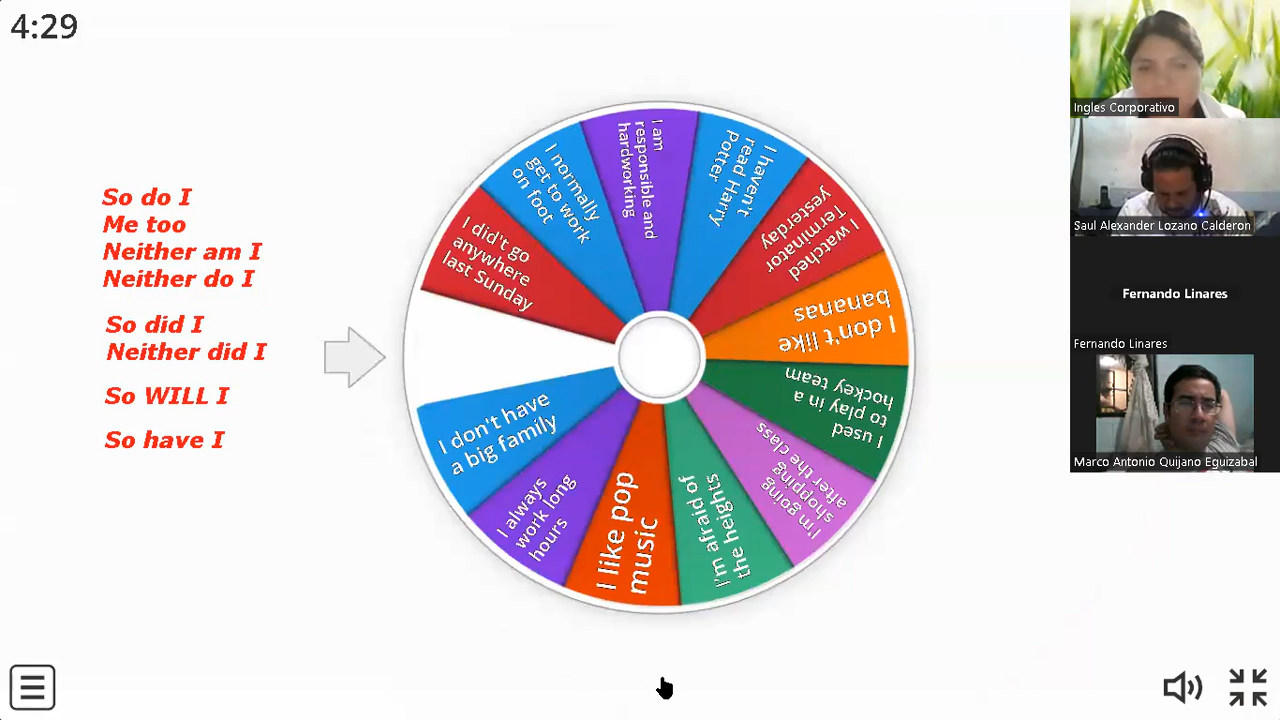 4:29
So do I
Me too
Neither am I
Neither do I
So did I
Neither did I
So WILL I
So have I
I am
responsible and
hardworking
I haven't
read Harry
Potter
I watched
Terminator
yesterday
I don't like
bananas
I used
to play in a
hockey team
I'm going
shopping
after the class
I'm afraid of
the heights
I like pop
music
I always
work long
hours
I don't have
a big family
I didn't go
anywhere
last Sunday
I normally
get to work
on foot
Ingles Corporativo
Saul Alexander Lozano Calderon
Fernando Linares
Fernando Linares
Marco Antonio Quijano Eguizabal